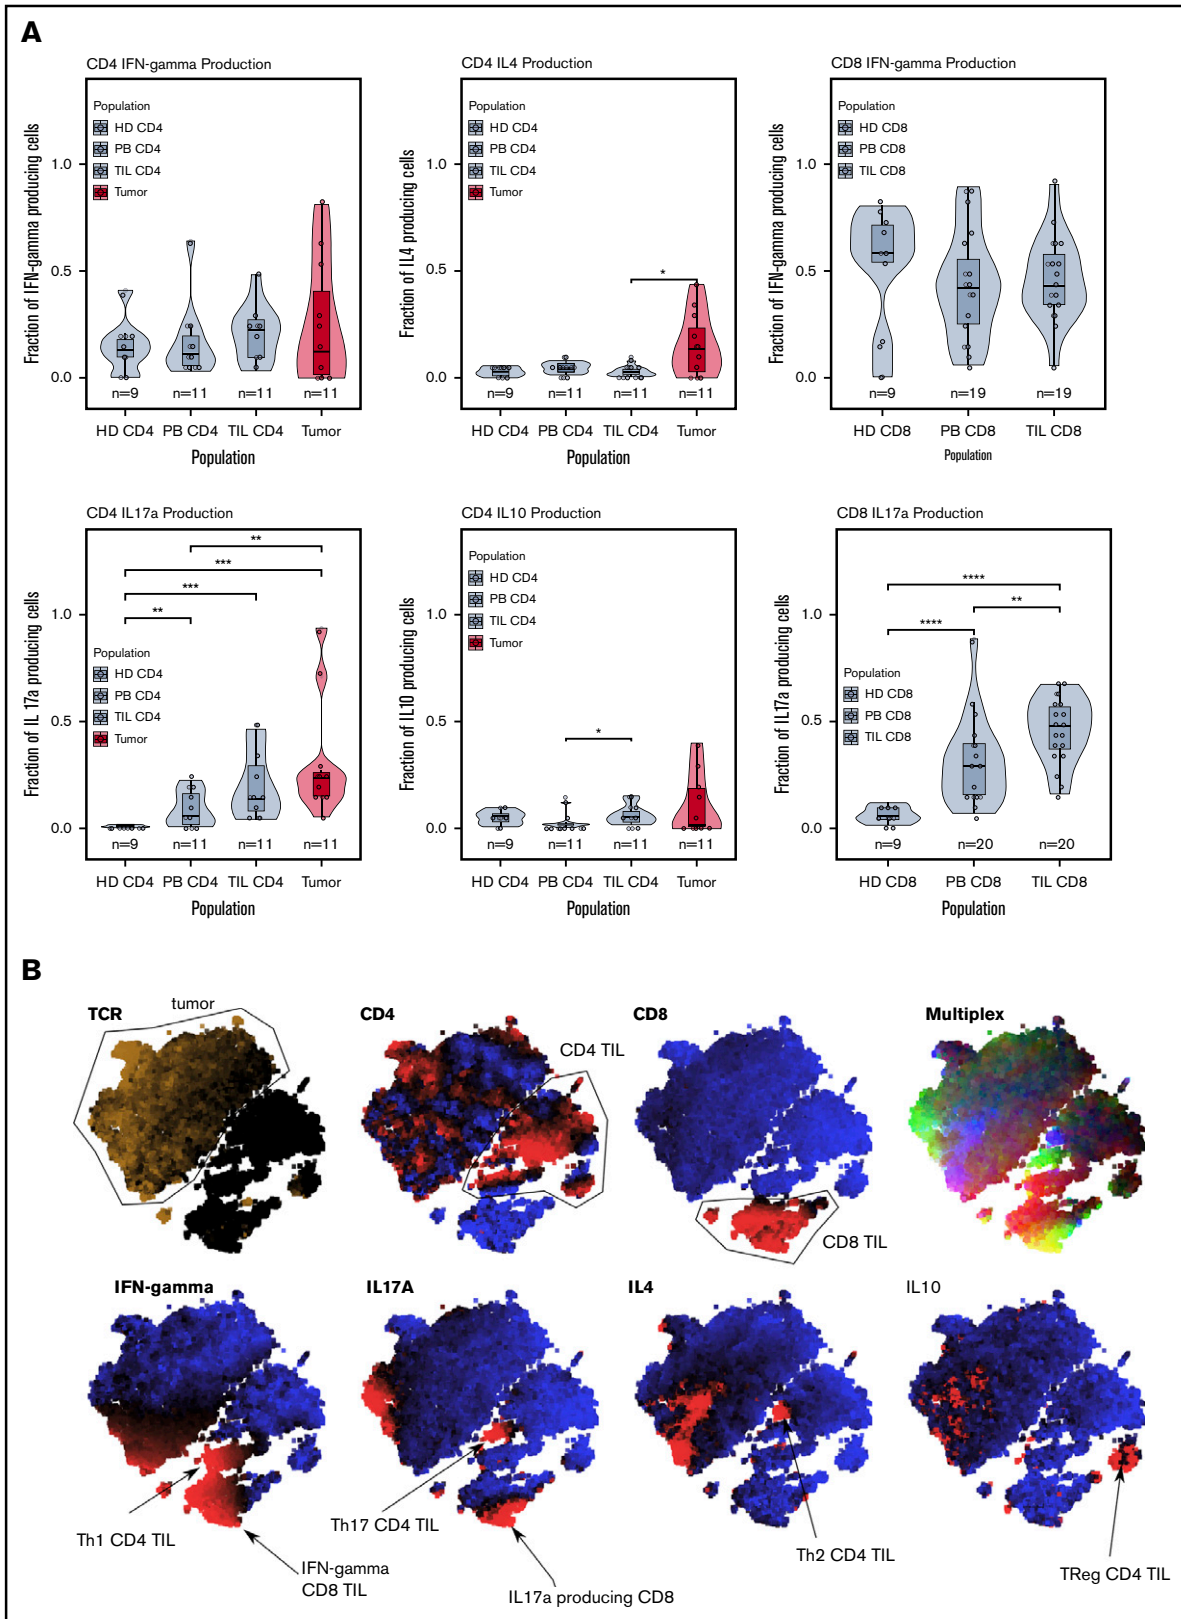 A
CD4 IFN-gamma Production
Population
HD CD4
PB CD4
TIL CD4
Tumor
Fraction of IFN-gamma producing cells
1.0
0.5
0.0
n=9
n=11
n=11
n=11
HD CD4
PB CD4
TIL CD4
Tumor
Population
CD4 IL4 Production
Population
HD CD4
PB CD4
TIL CD4
Tumor
Fraction of IL4 producing cells
1.0
0.5
0.0
*
n=9
n=11
n=11
n=11
HD CD4
PB CD4
TIL CD4
Tumor
Population
CD8 IFN-gamma Production
Population
HD CD8
PB CD8
TIL CD8
Fraction of IFN-gamma producing cells
1.0
0.5
0.0
n=9
n=19
n=19
HD CD8
PB CD8
TIL CD8
Population
CD4 IL17a Production
**
***
***
**
Population
HD CD4
PB CD4
TIL CD4
Tumor
Fraction of IL 17a producing cells
1.0
0.5
0.0
n=9
n=11
n=11
n=11
HD CD4
PB CD4
TIL CD4
Tumor
Population
CD4 IL10 Production
Population
HD CD4
PB CD4
TIL CD4
Tumor
Fraction of IL10 producing cells
1.0
0.5
0.0
*
n=9
n=11
n=11
n=11
HD CD4
PB CD4
TIL CD4
Tumor
Population
CD8 IL17a Production
****
**
****
Population
HD CD8
PB CD8
TIL CD8
Fraction of IL17a producing cells
1.0
0.5
0.0
n=9
n=20
n=20
HD CD8
PB CD8
TIL CD8
Population
B
TCR
tumor
CD4
CD4 TIL
CD8
CD8 TIL
Multiplex
IFN-gamma
Th1 CD4 TIL
IFN-gamma
CD8 TIL
IL17A
Th17 CD4 TIL
IL17a producing CD8
IL4
Th2 CD4 TIL
IL10
TReg CD4 TIL